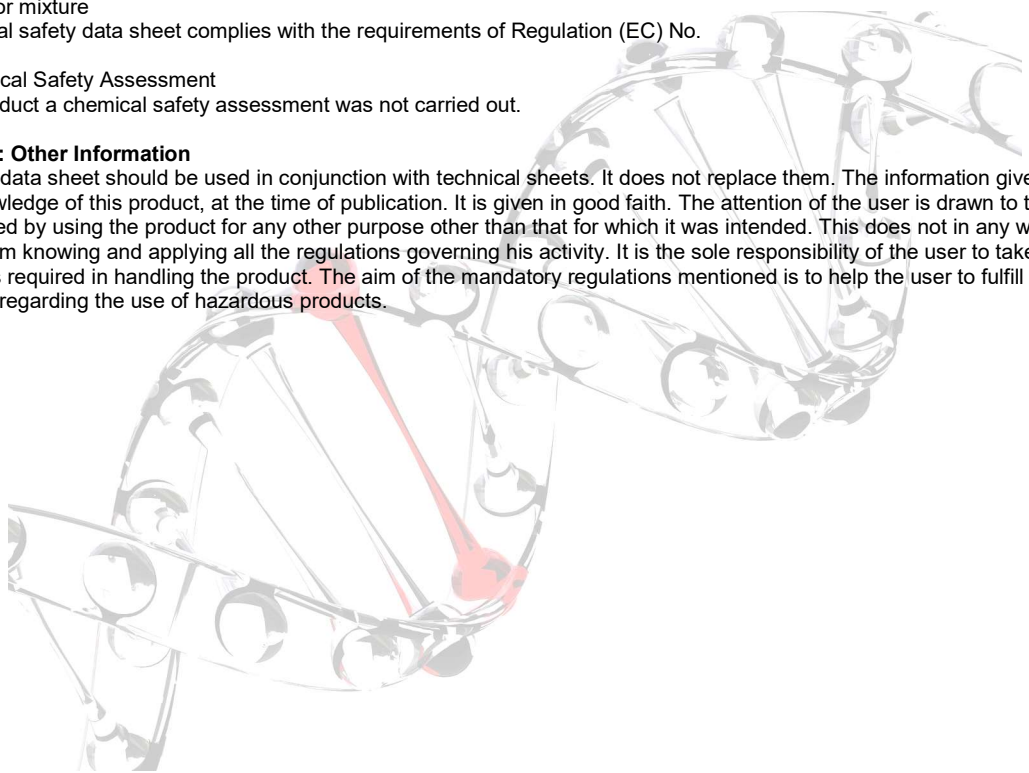 or mixture
al safety data sheet complies with the requirements of Regulation (EC) No.
cal Safety Assessment
duct a chemical safety assessment was not carried out.
: Other Information
data sheet should be used in conjunction with technical sheets. It does not replace them. The information give
wledge of this product, at the time of publication. It is given in good faith. The attention of the user is drawn to t
ed by using the product for any other purpose other than that for which it was intended. This does not in any w
m knowing and applying all the regulations governing his activity. It is the sole responsibility of the user to take
s required in handling the product. The aim of the mandatory regulations mentioned is to help the user to fulfill
regarding the use of hazardous products.